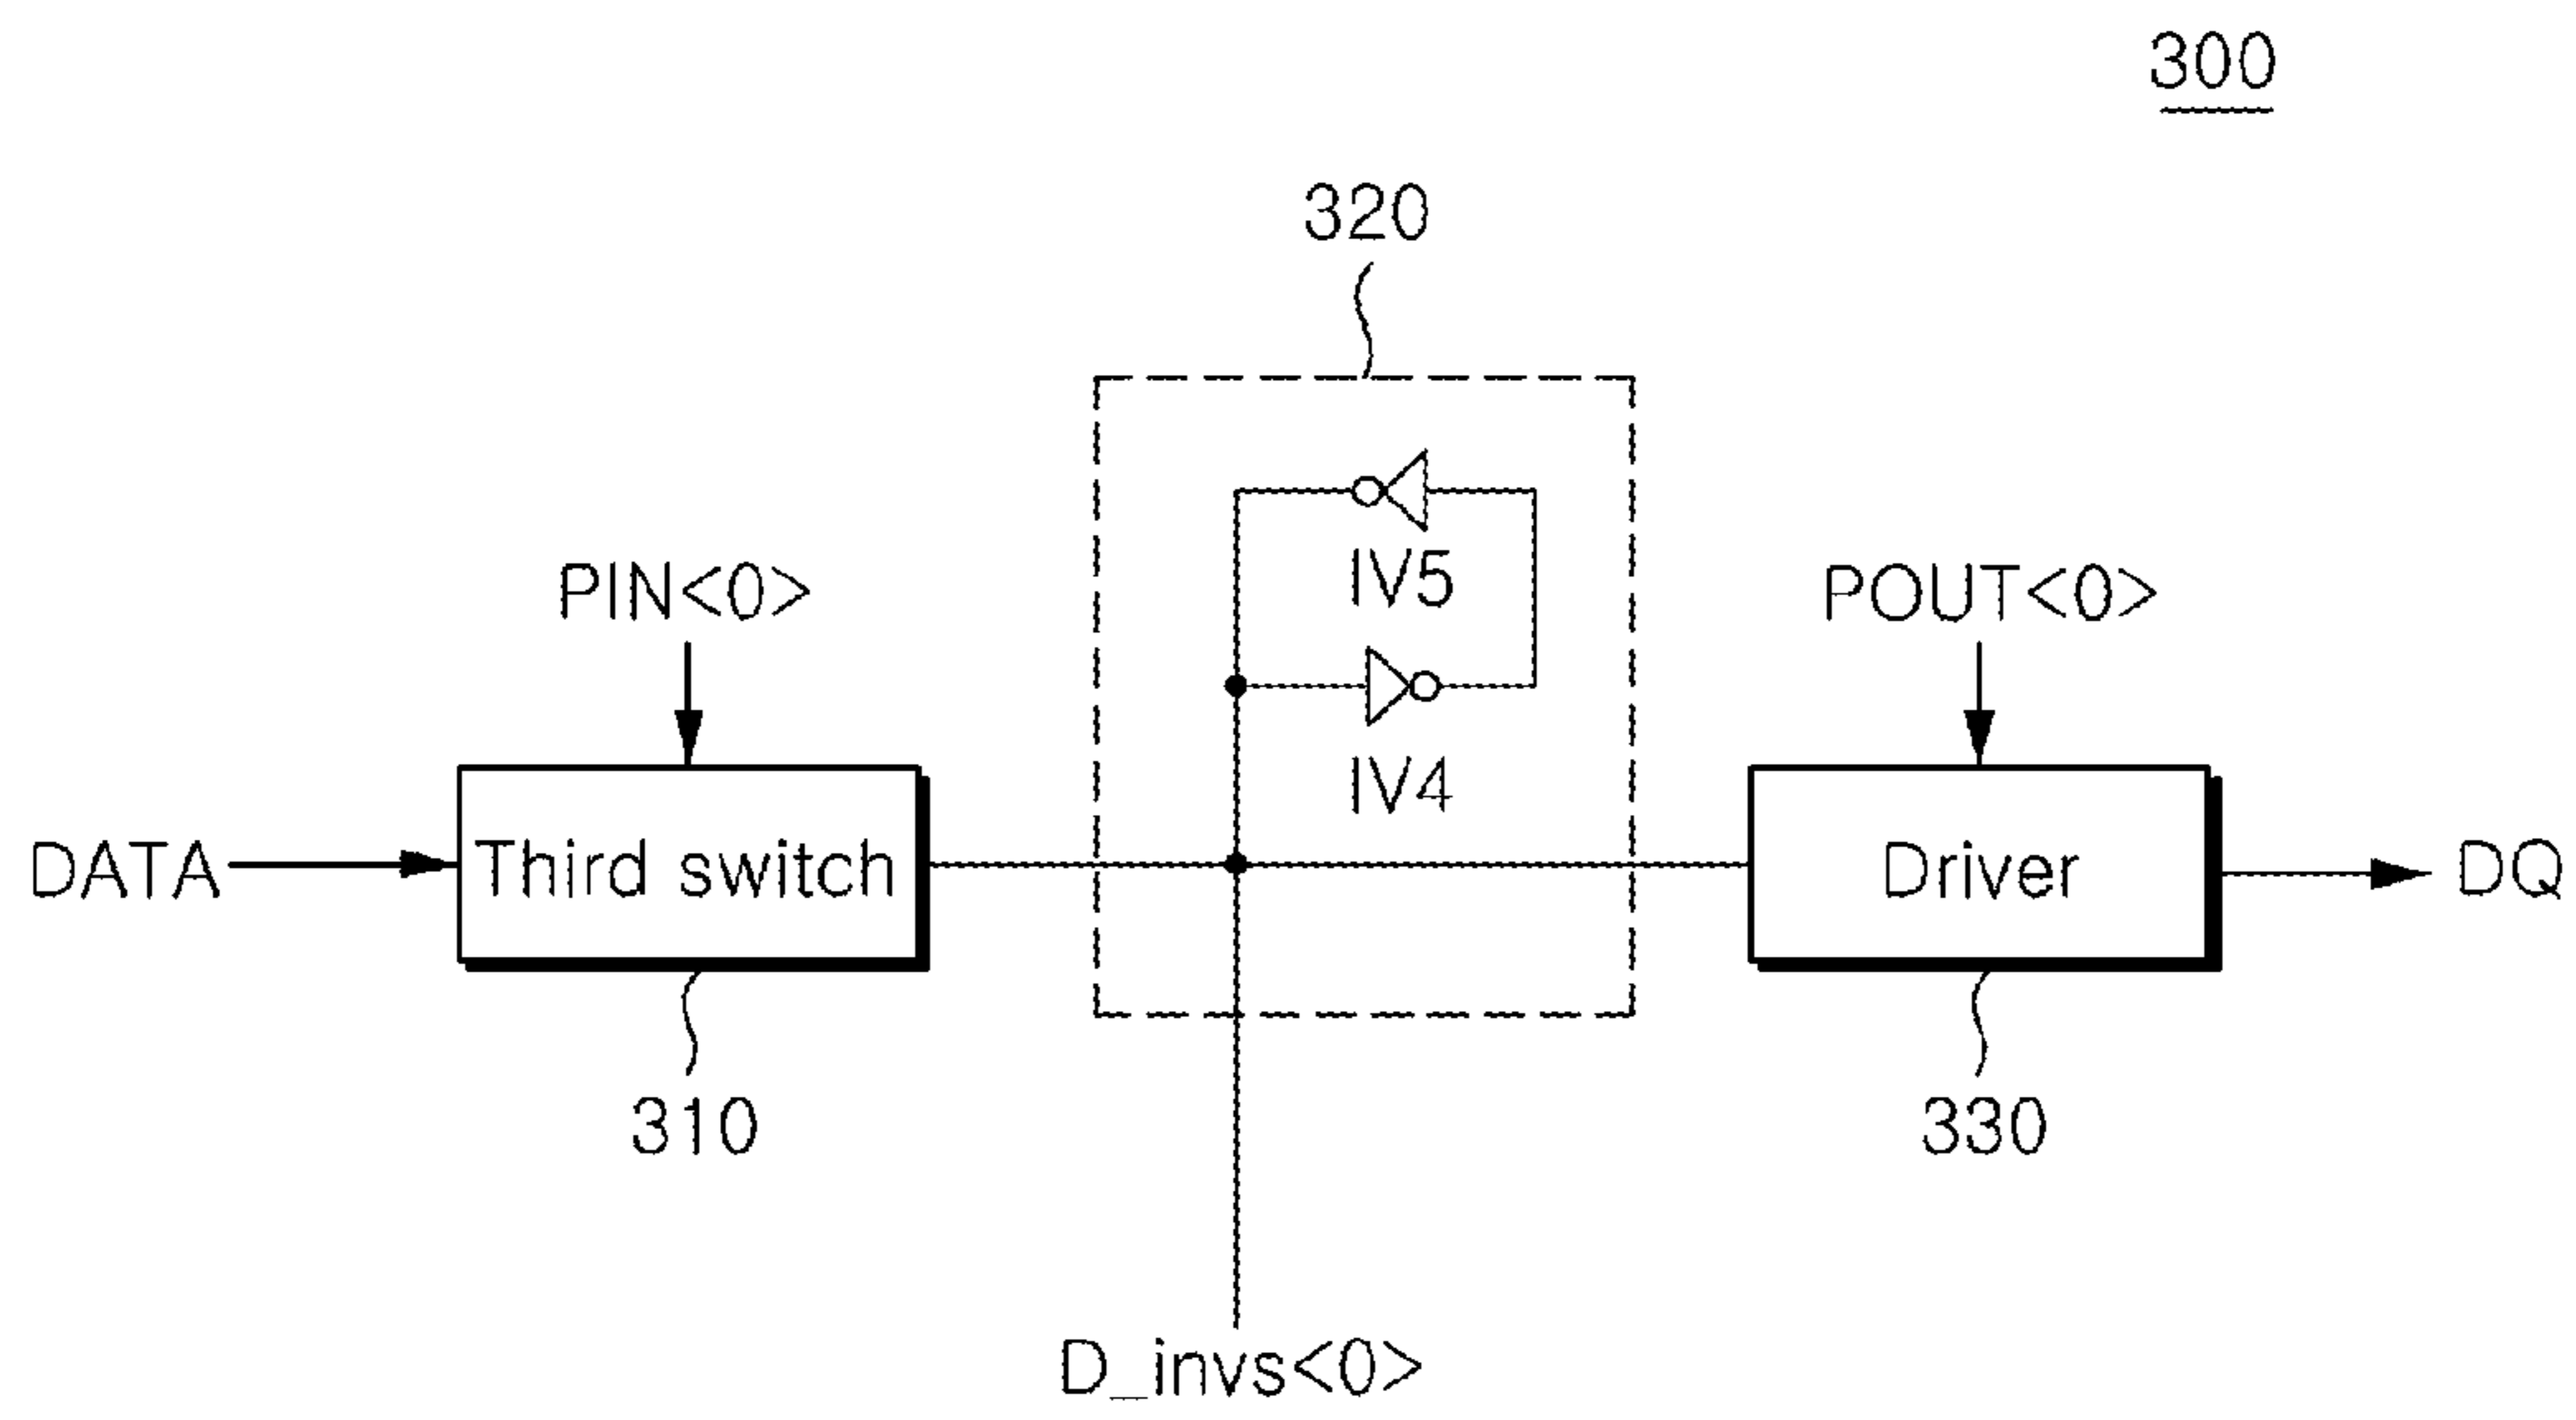 300
320
IV5
PIN<0>
POUT<0>
IV4
DATA
Third switch
Driver
DQ
310
330
D_invs<0>